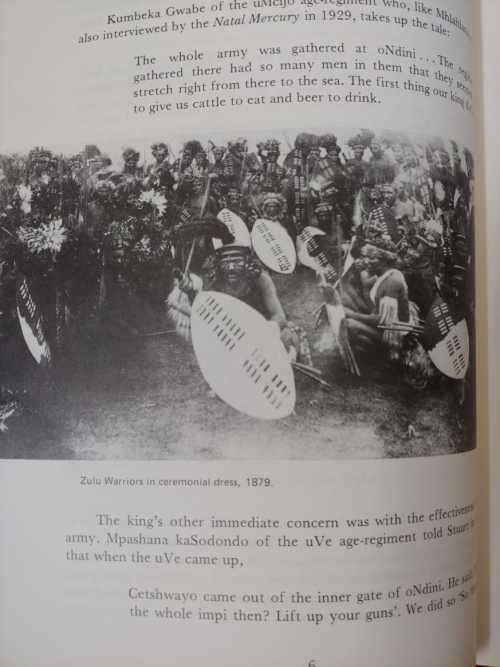 Kumbeka Gwabe of the uMcijo age-regiment who, like
also interviewed by the Natal Mercury in 1929, takes up the tale:
The whole army was gathered at oNdini . . . The
gathered there had so many men in them that they
stretch right from there to the sea. The first thing our king
to give us cattle to eat and beer to drink.
Zulu Warriors in ceremonial dress, 1879.
The king's other immediate concern was with the effectiveness
army. Mpashana kaSodondo of the uVe age-regiment told Stuart
that when the uVe came up,
Cetshwayo came out of the inner gate of oNdini. He said
the whole impi then? Lift up your guns'. We did so 'So
6